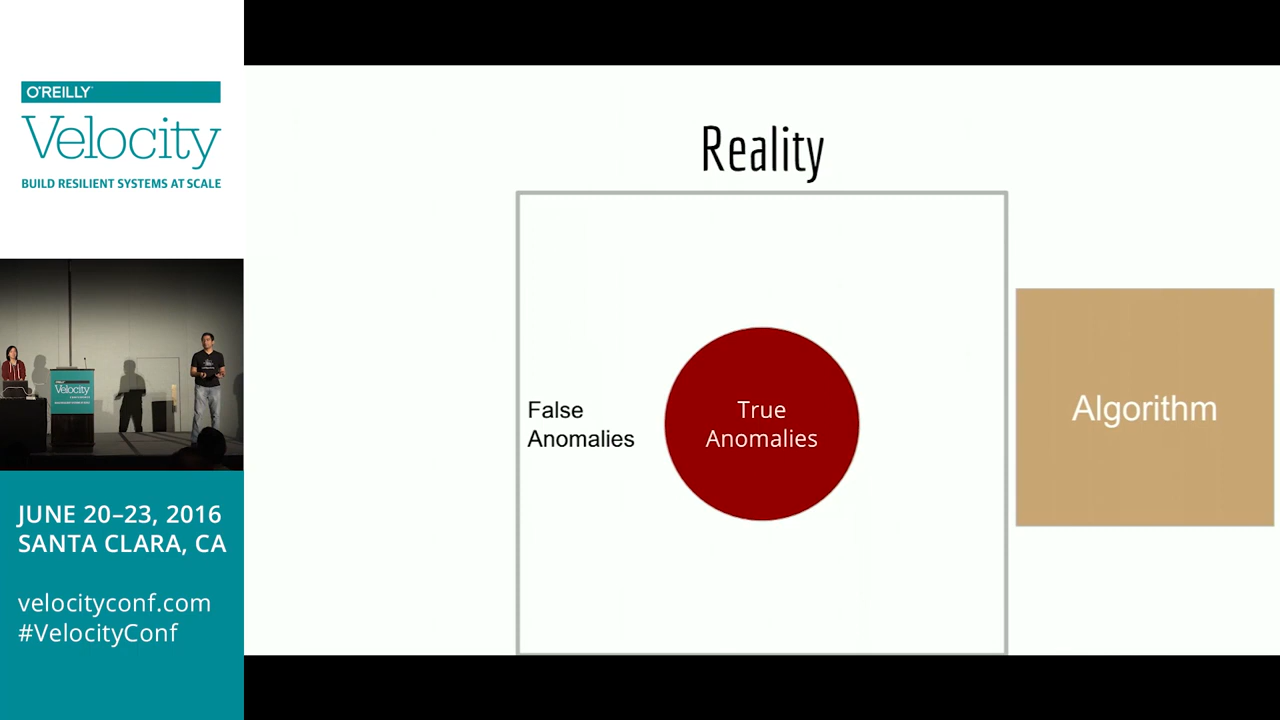 O'REILLY
Velocity
BUILD RESILIENT SYSTEMS AT SCALE
Velocity
JUNE 20–23, 2016
SANTA CLARA, CA
velocityconf.com
#VelocityConf
Reality
False
Anomalies
True
Anomalies
Algorithm